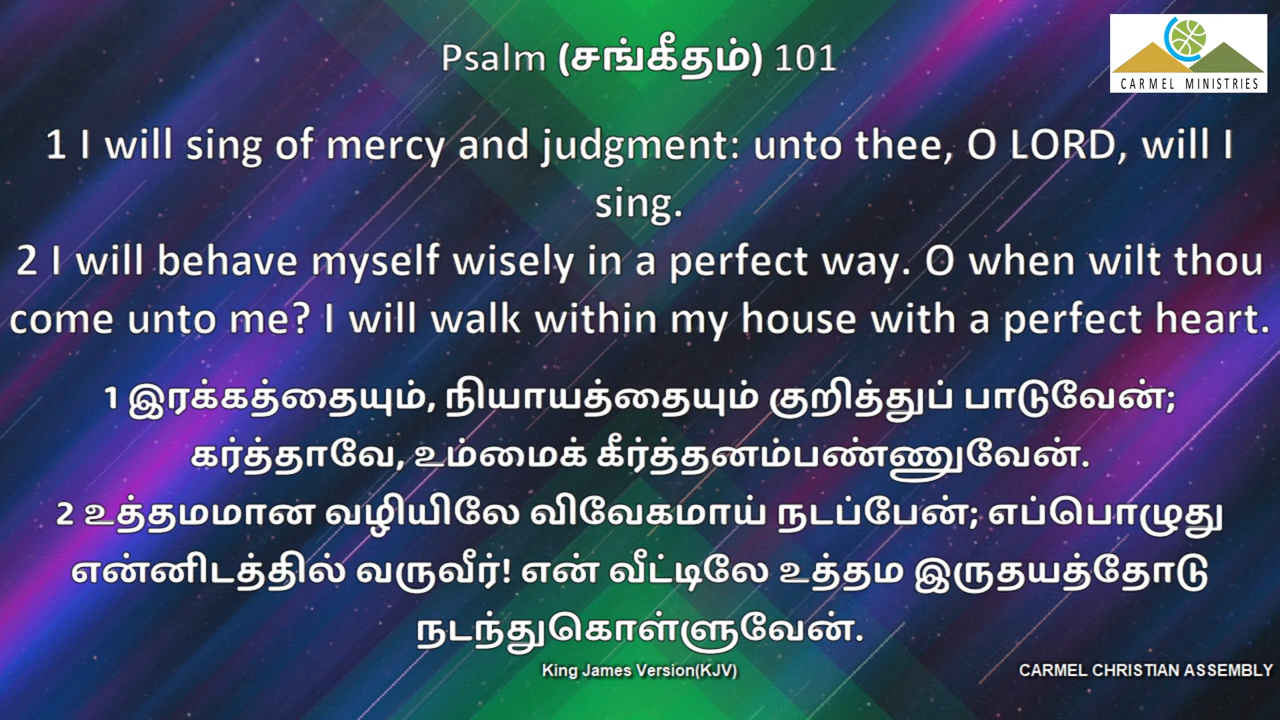 Psalm (சங்கீதம்) 101
CARMEL MINISTRIES
1 I will sing of mercy and judgment: unto thee, O LORD, will I
sing.
2 I will behave myself wisely in a perfect way. O when wilt thou
come unto me? I will walk within my house with a perfect heart.
1 இரக்கத்தையும், நியாயத்தையும் குறித்துப் பாடுவேன்;
கர்த்தாவே, உம்மைக் கீர்த்தனம்பண்ணுவேன்.
2 உத்தமமான வழியிலே விவேகமாய் நடப்பேன்; எப்பொழுது
என்னிடத்தில் வருவீர்! என் வீட்டிலே உத்தம இருதயத்தோடு
நடந்துகொள்ளுவேன்.
King James Version(KJV)
CARMEL CHRISTIAN ASSEMBLY